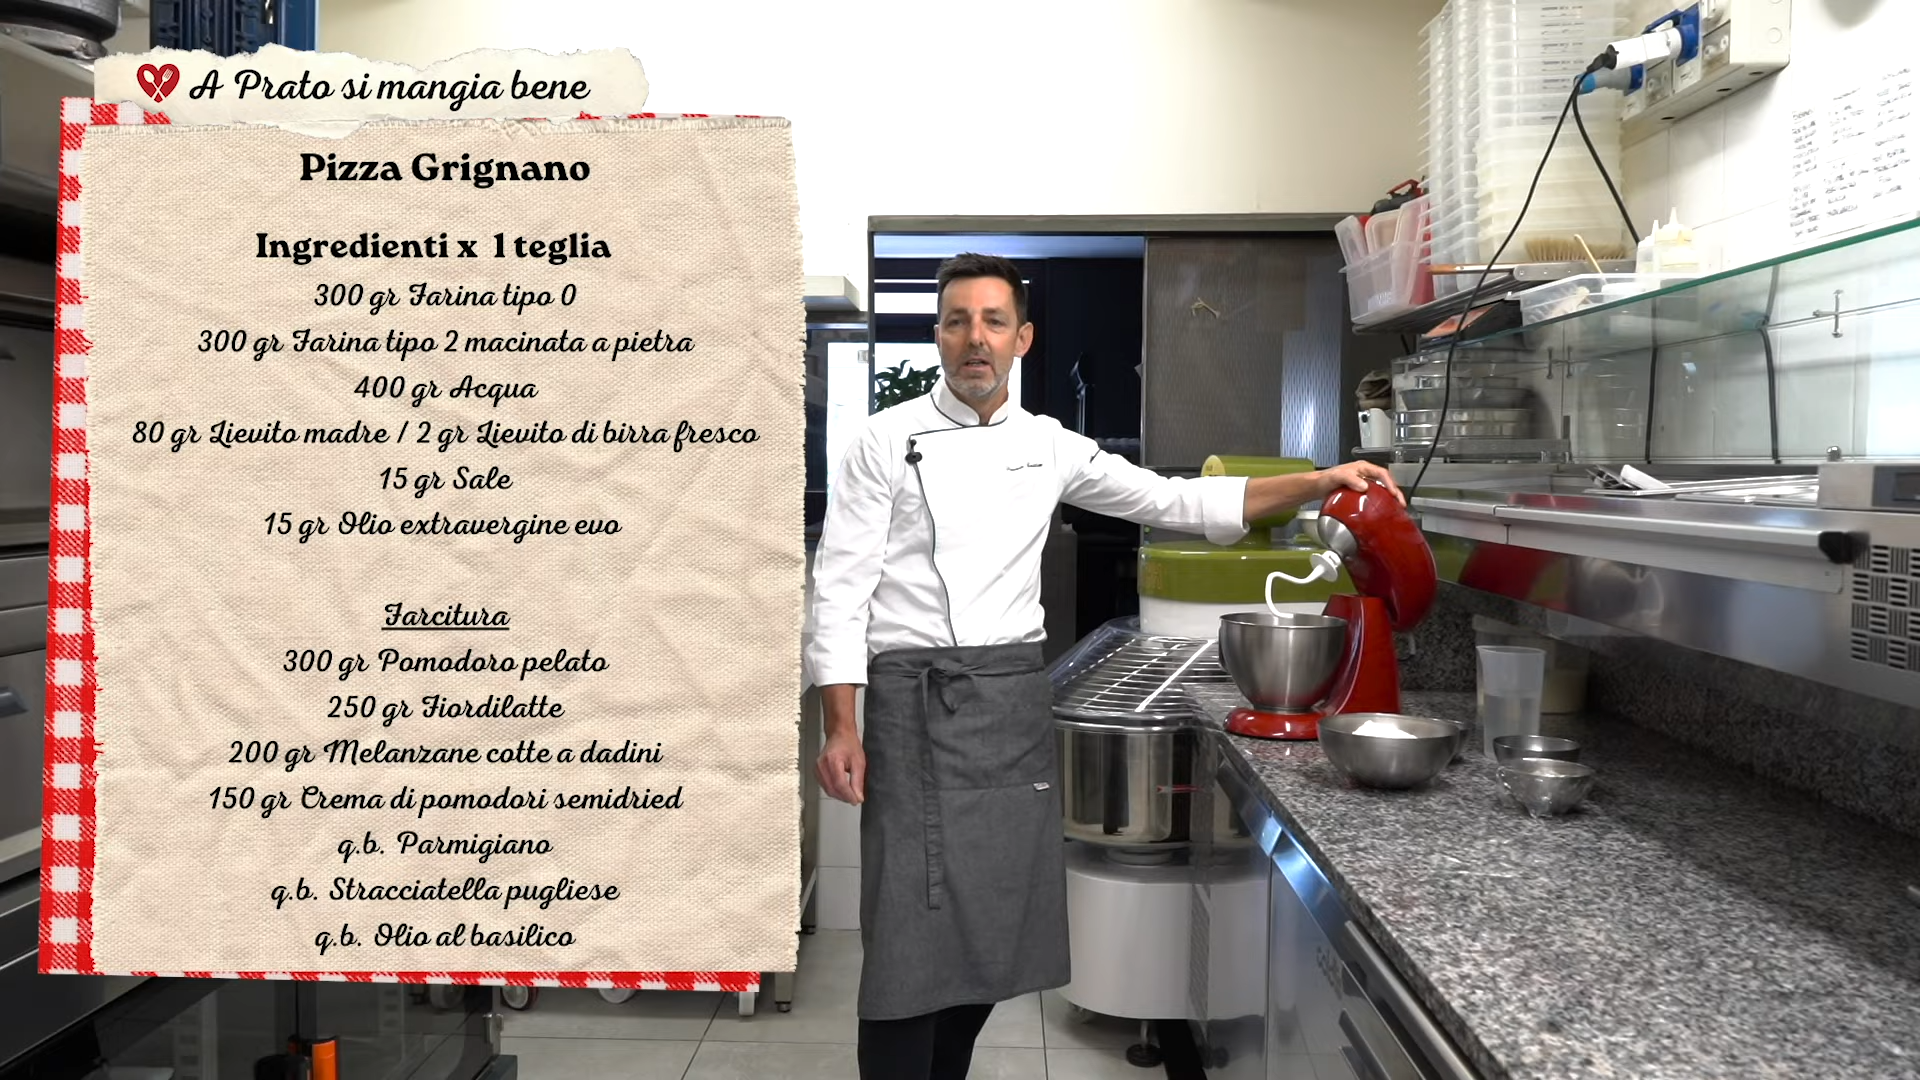 A Prato si mangia bene
Pizza Grignano
Ingredienti x 1 teglia
300 gr Farina tipo 0
300 gr Farina tipo 2 macinata a pietra
400 gr Acqua
80 gr Lievito madre / 2 gr Lievito di birra fresco
15 gr Sale
15 gr Olio extravergine evo
Farcitura
300 gr Pomodoro pelato
250 gr Fiordilatte
200 gr Melanzane cotte a dadini
150 gr Crema di pomodori semidried
q.b. Parmigiano
q.b. Stracciatella pugliese
q.b. Olio al basilico